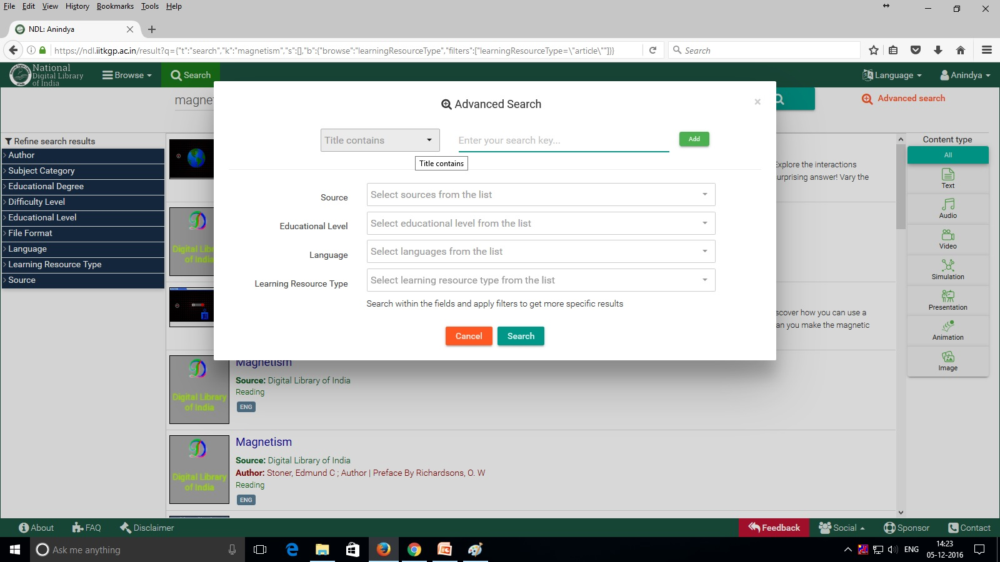 File Edit View History Bookmarks Tools Help
NDL: Anindya
https://ndl.iitkgp.ac.in/result?q={"t":"search","k":"magnetism","s":[],"b":{"browse":"learningResourceType","filters":["learningResourceType=\"article\""]}}
Search
National Digital Library of India
Browse
Search
Language
Anindya
magne
Advanced search
Advanced Search
×
Title contains
Enter your search key...
Add
Title contains
Source
Select sources from the list
Educational Level
Select educational level from the list
Language
Select languages from the list
Learning Resource Type
Select learning resource type from the list
Search within the fields and apply filters to get more specific results
Cancel
Search
Refine search results
Author
Subject Category
Educational Degree
Difficulty Level
Educational Level
File Format
Language
Learning Resource Type
Source
Explore the interactions
urprising answer! Vary the
Digital Lib
of Indi
scover how you can use a
an you make the magnetic
Digital Library
of India
Magnetism
Source: Digital Library of India
Reading
ENG
Digital Library
of India
Magnetism
Source: Digital Library of India
Author: Stoner, Edmund C ; Author | Preface By Richardsons, O. W
Reading
ENG
Content type
All
Text
Audio
Video
Simulation
Presentation
Animation
Image
About
FAQ
Disclaimer
Feedback
Social
Sponsor
Contact
Ask me anything
ENG
14:23
05-12-2016